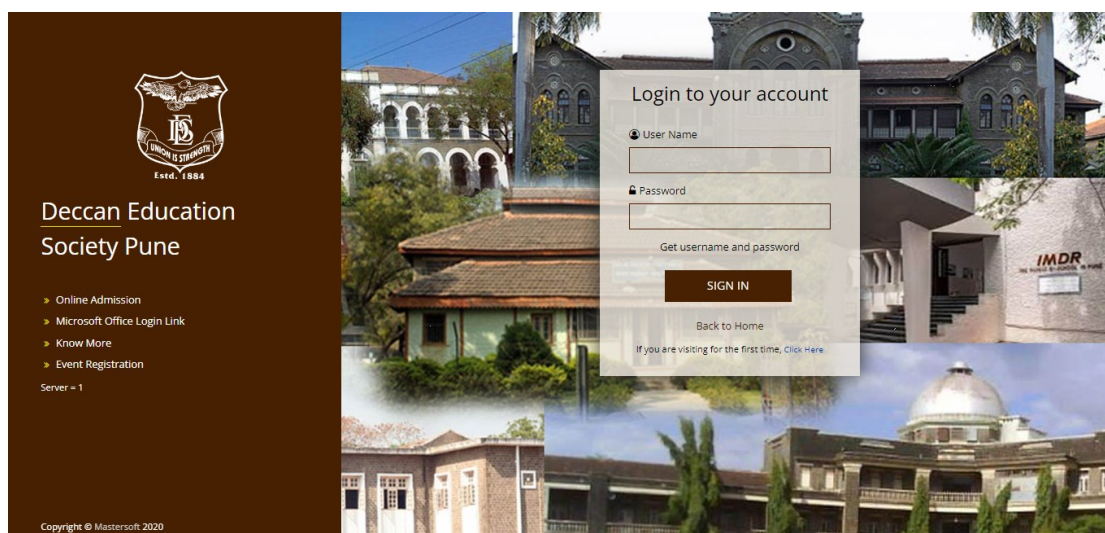 DES
UNION IS STRENGTH
Estd. 1884
Deccan Education
Society Pune
» Online Admission
» Microsoft Office Login Link
» Know More
» Event Registration
Server = 1
Copyright © Mastersoft 2020
Login to your account
User Name
Password
Get username and password
SIGN IN
Back to Home
If you are visiting for the first time, Click Here
IMDR